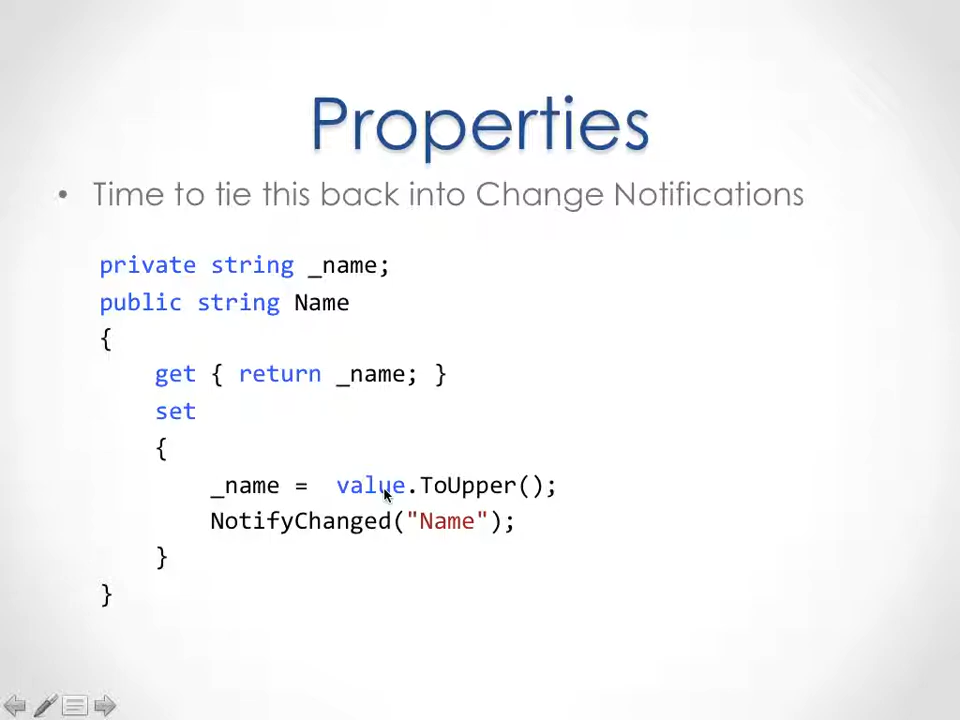 Properties
• Time to tie this back into Change Notifications
private string _name;
public string Name
{
    get { return _name; }
    set
    {
        _name =  value.ToUpper();
        NotifyChanged("Name");
    }
}